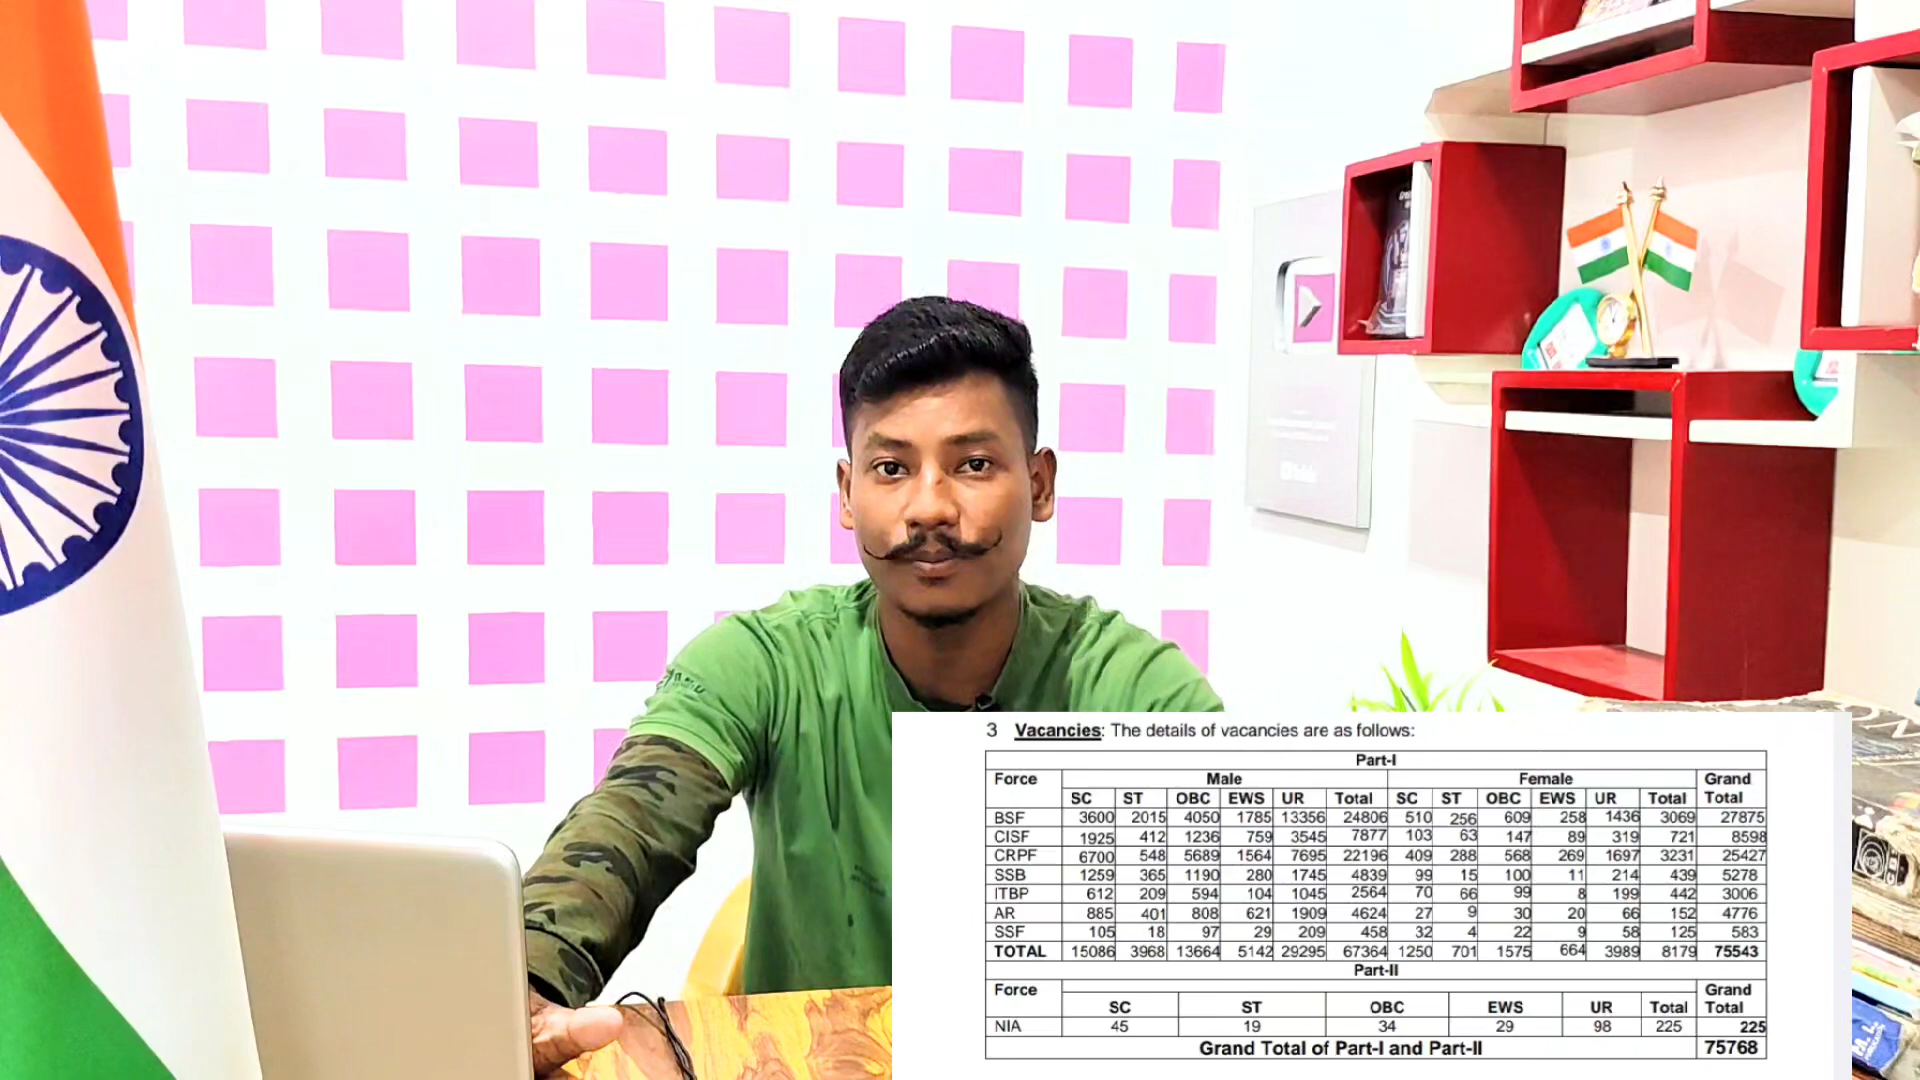 3 Vacancies: The details of vacancies are as follows:
Part-I
Force Male Female Grand Total
SC ST OBC EWS UR Total SC ST OBC EWS UR Total
BSF 3600 2015 4050 1785 13356 24806 510 256 609 258 1436 3069 27875
CISF 1925 412 1236 759 3545 7877 103 63 147 89 319 721 8598
CRPF 6700 548 5689 1564 7695 22196 409 288 568 269 1697 3231 25427
SSB 1259 365 1190 280 1745 4839 99 15 100 11 214 439 5278
ITBP 612 209 594 104 1045 2564 70 66 99 8 199 442 3006
AR 885 401 808 621 1909 4624 27 9 30 20 66 152 4776
SSF 105 18 97 29 209 458 32 4 22 9 58 125 583
TOTAL 15086 3968 13664 5142 29295 67364 1250 701 1575 664 3989 8179 75543
Part-II
Force Grand Total
SC ST OBC EWS UR Total
NIA 45 19 34 29 98 225 225
Grand Total of Part-I and Part-II 75768